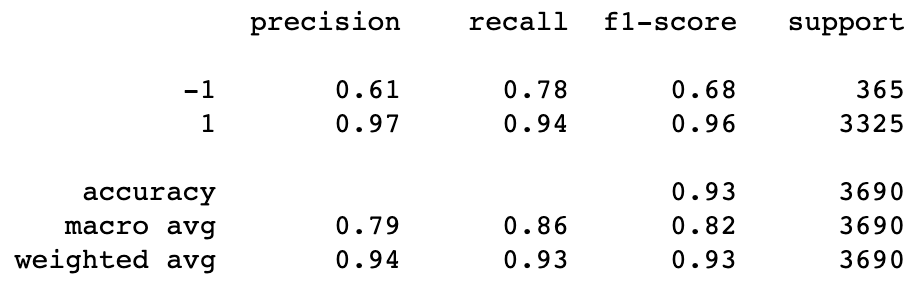 precision recall f1-score support
-1 0.61 0.78 0.68 365
1 0.97 0.94 0.96 3325
accuracy 0.93 3690
macro avg 0.79 0.86 0.82 3690
weighted avg 0.94 0.93 0.93 3690